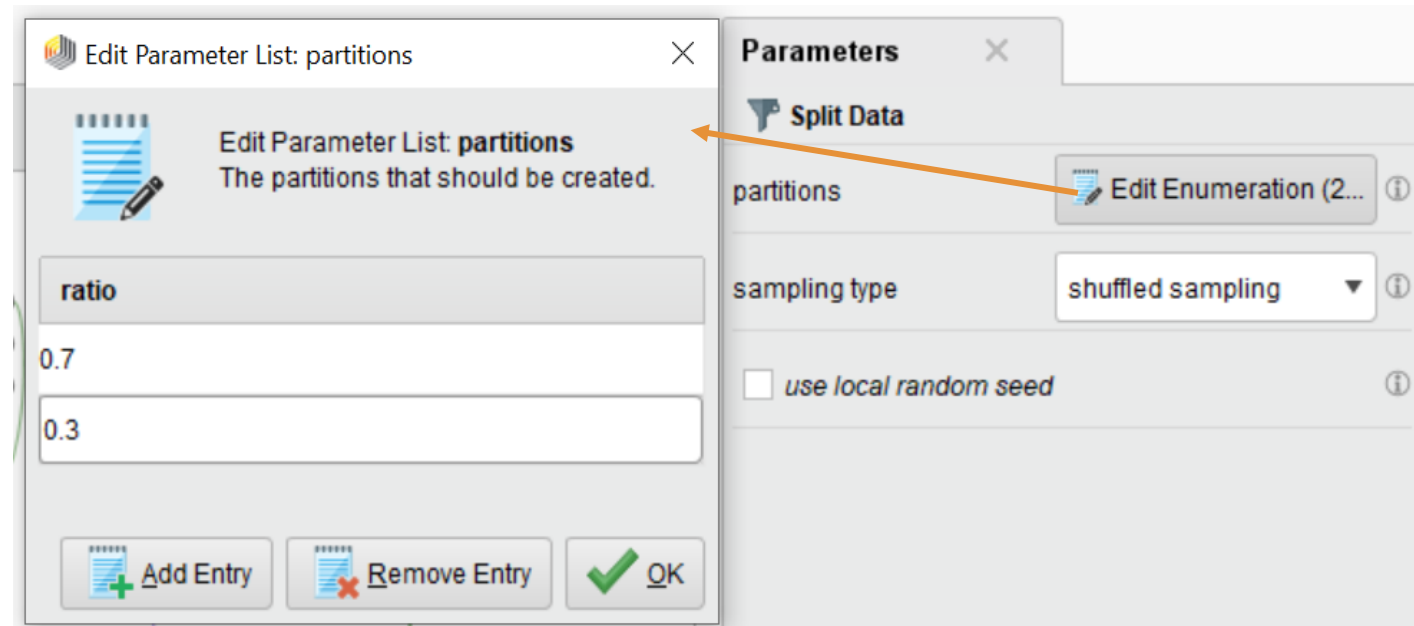 Edit Parameter List: partitions
Edit Parameter List: partitions
The partitions that should be created.
ratio
0.7
0.3
Add Entry
Remove Entry
OK
Parameters
Split Data
partitions
Edit Enumeration (2...
sampling type
shuffled sampling
use local random seed